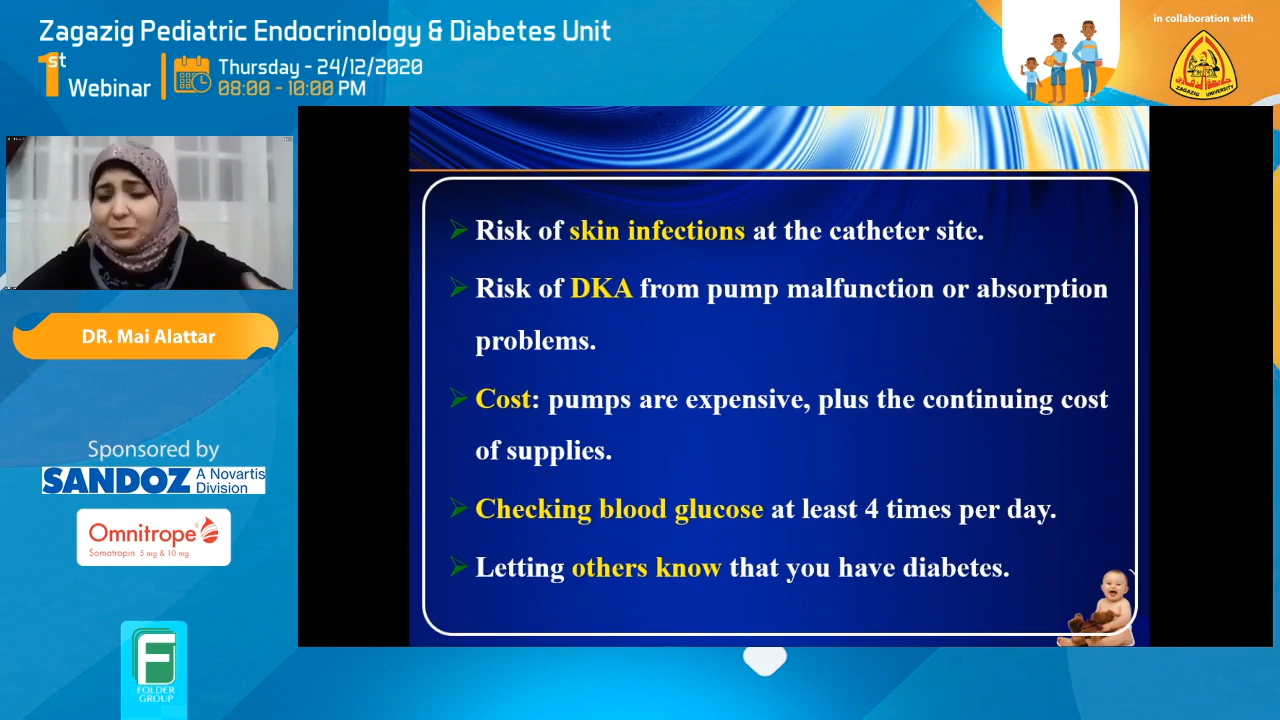 Zagazig Pediatric Endocrinology & Diabetes Unit
1st Webinar
Thursday - 24/12/2020
08:00 - 10:00 PM
in collaboration with
ZAGAZIG UNIVERSITY
DR. Mai Alattar
Sponsored by
SANDOZ A Novartis
Division
Omnitrope®
Somatropin 5 mg & 10 mg
F
FOLDER
GROUP
Risk of skin infections at the catheter site.
Risk of DKA from pump malfunction or absorption
problems.
Cost: pumps are expensive, plus the continuing cost
of supplies.
Checking blood glucose at least 4 times per day.
Letting others know that you have diabetes.